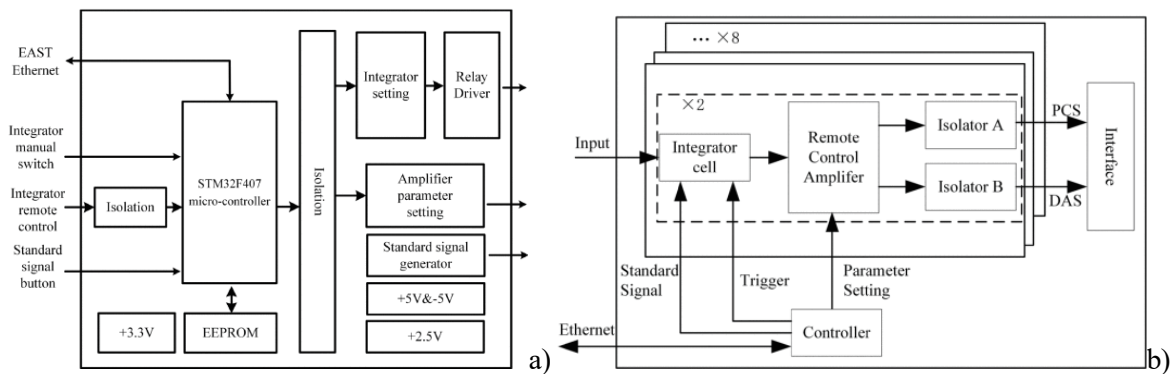 EAST
Ethernet
Integrator
manual
switch
Integrator
remote
control
Standard
signal
button
Isolation
STM32F407
micro-controller
EEPROM
+3.3V
Isolation
Integrator
setting
Relay
Driver
Amplifier
parameter
setting
Standard signal
generator
+5V&-5V
+2.5V
a)
... ×8
×2
Input
Integrator
cell
Remote
Control
Amplifer
Isolator A
Isolator B
PCS
DAS
Interface
Standard
Signal
Trigger
Parameter
Setting
Ethernet
Controller
b)